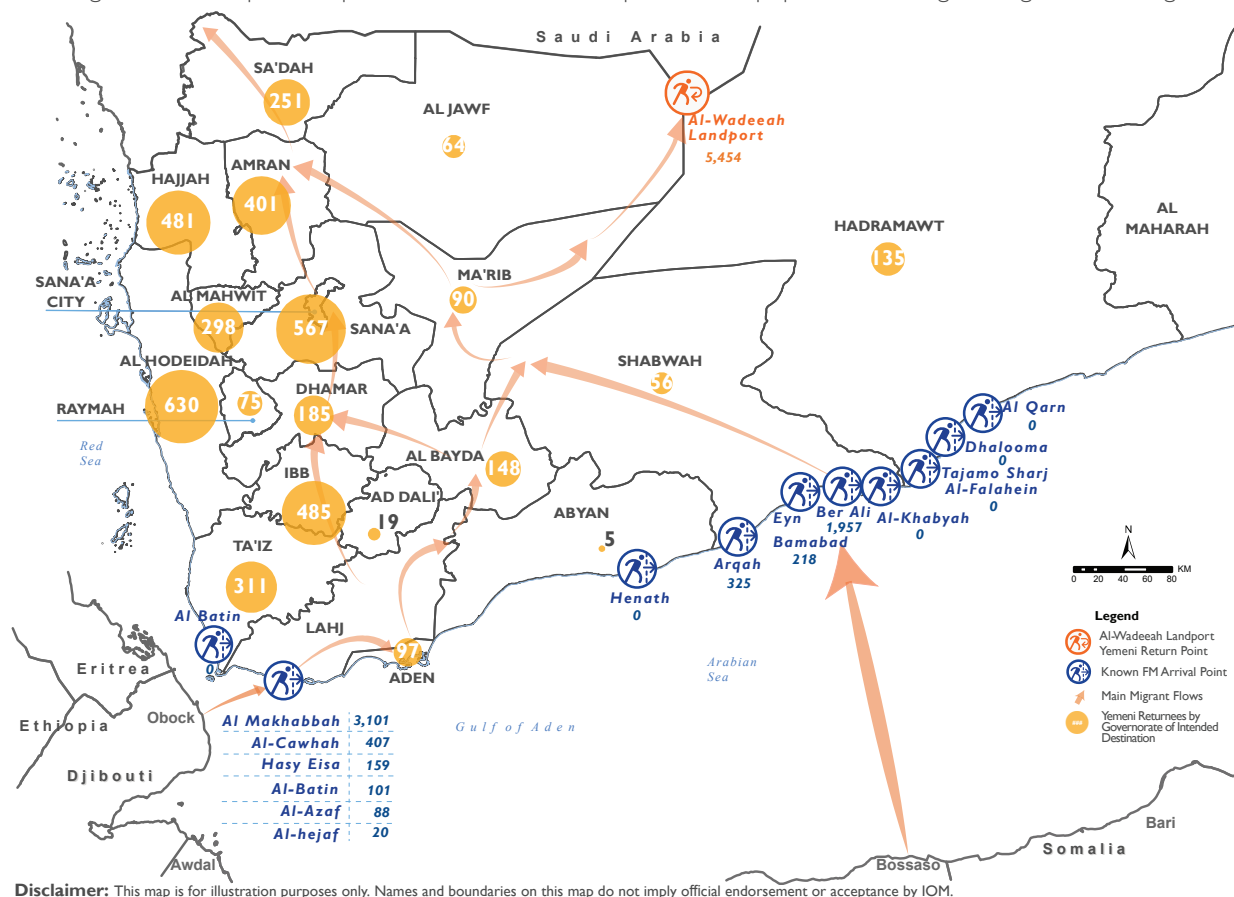 Saudi Arabia
SA'DAH
251
AL JAWF
64
Al-Wadeeah
Landport
5,454
HAJJAH
481
AMRAN
401
AL
MAHARAH
HADRAMAWT
135
SANA'A
CITY
AL MAHWIT
298
MA'RIB
90
567
SANA'A
SHABWAH
56
AL HODEIDAH
630
RAYMAH
75
DHAMAR
185
Red
Sea
AL BAYDA
148
IBB
485
AD DALI'
19
ABYAN
5
TA'IZ
311
Al Qarn
0
Dhalooma
0
Tajamo Sharj
Al-Falahein
0
Al-Khabyah
0
Ber Ali
1,957
Eyn
Bamabad
218
Arqah
325
Henath
0
Al Batin
0
LAHJ
97
ADEN
Arabian
Sea
Gulf of Aden
Eritrea
Ethiopia
Obock
Djibouti
Awdal
Al Makhabbah 3,101
Al-Cawhah 407
Hasy Eisa 159
Al-Batin 101
Al-Azaf 88
Al-hejaf 20
N
0 20 40 60 80 KM
Legend
Al-Wadeeah Landport
Yemeni Return Point
Known FM Arrival Point
Main Migrant Flows
Yemeni Returnees by
Governorate of Intended
Destination
Bari
Somalia
Bossaso
Disclaimer: This map is for illustration purposes only. Names and boundaries on this map do not imply official endorsement or acceptance by IOM.